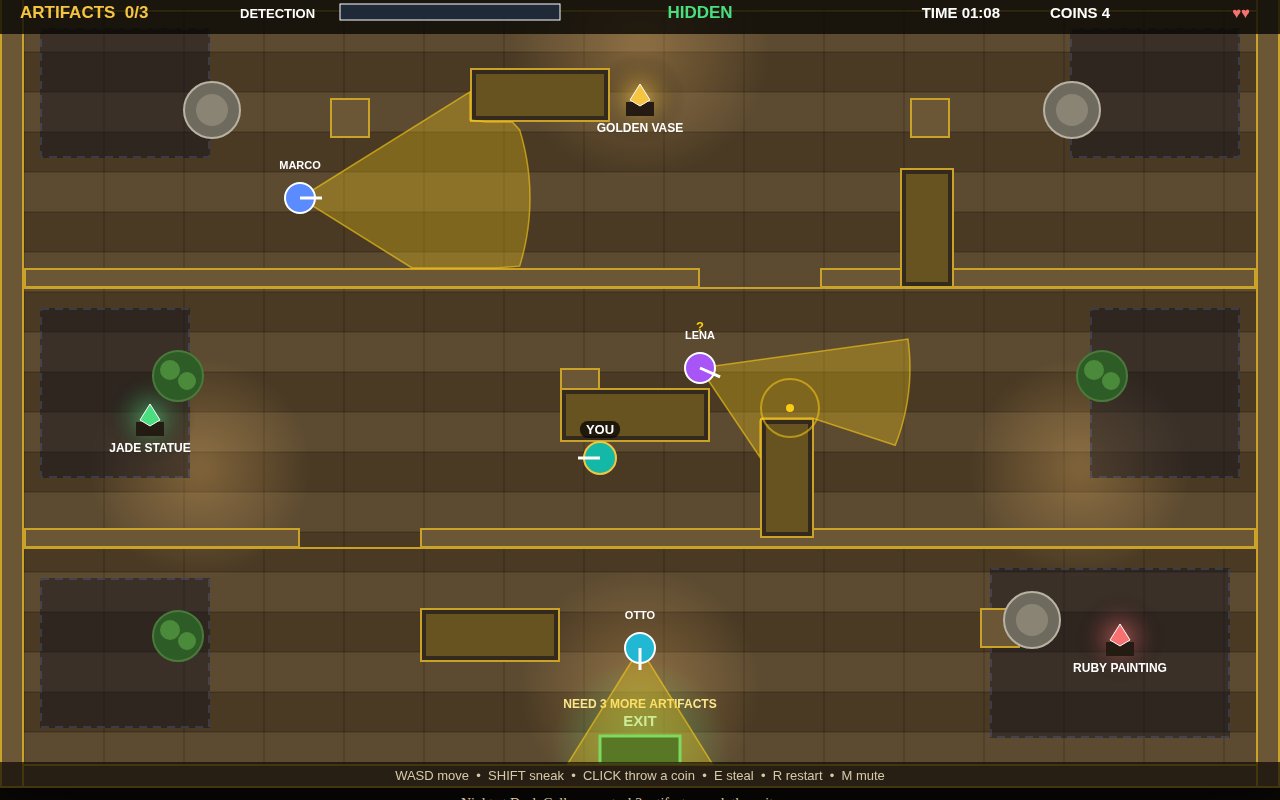 ARTIFACTS 0/3 DETECTION HIDDEN TIME 01:08 COINS 4 ♥♥
GOLDEN VASE
MARCO
?
LENA
YOU
JADE STATUE
OTTO
RUBY PAINTING
NEED 3 MORE ARTIFACTS
EXIT
WASD move • SHIFT sneak • CLICK throw a coin • E steal • R restart • M mute